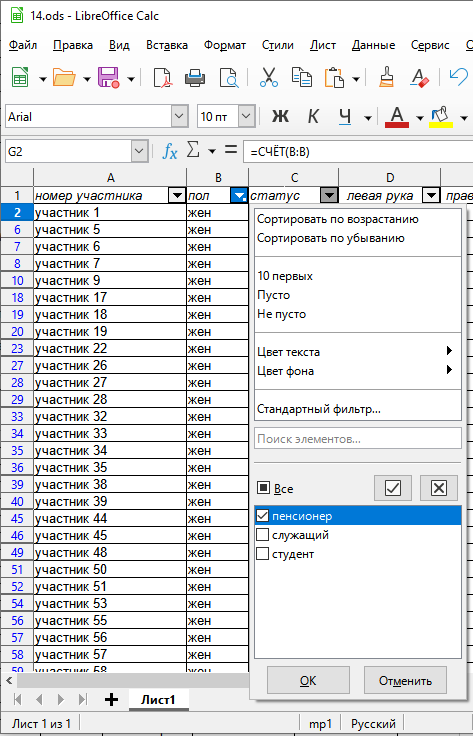 14.ods - LibreOffice Calc
Файл Правка Вид Вставка Формат Стили Лист Данные Сервис О
Arial 10 пт Ж К Ч А
G2 fx Σ = =СЧЁТ(B:B)
A B C D
1 номер участника пол статус левая рука прав
2 участник 1 жен
6 участник 5 жен
7 участник 6 жен
8 участник 7 жен
10 участник 9 жен
18 участник 17 жен
19 участник 18 жен
20 участник 19 жен
23 участник 22 жен
27 участник 26 жен
28 участник 27 жен
29 участник 28 жен
33 участник 32 жен
34 участник 33 жен
35 участник 34 жен
36 участник 35 жен
39 участник 38 жен
40 участник 39 жен
45 участник 44 жен
46 участник 45 жен
49 участник 48 жен
51 участник 50 жен
52 участник 51 жен
54 участник 53 жен
56 участник 55 жен
57 участник 56 жен
58 участник 57 жен
59 участник 58 жен
Сортировать по возрастанию
Сортировать по убыванию
10 первых
Пусто
Не пусто
Цвет текста
Цвет фона
Стандартный фильтр...
Поиск элементов...
Все
пенсионер
служащий
студент
OK Отменить
Лист1
Лист 1 из 1 mp1 Русский